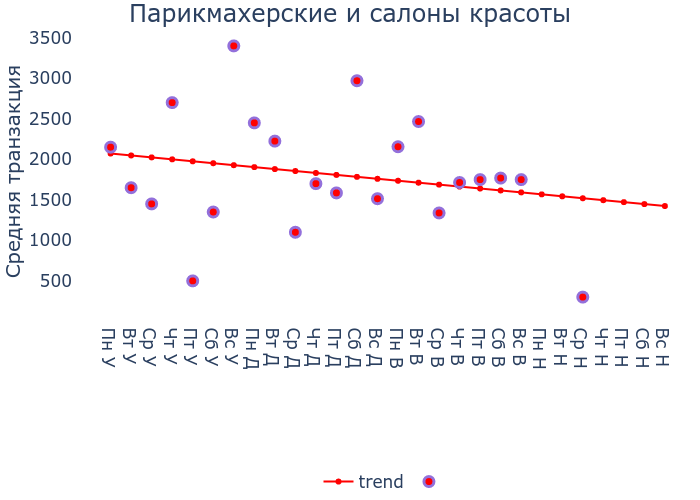 Парикмахерские и салоны красоты
Средняя транзакция
3500
3000
2500
2000
1500
1000
500
Пн У
Вт У
Ср У
Чт У
Пт У
Сб У
Вс У
Пн Д
Вт Д
Ср Д
Чт Д
Пт Д
Сб Д
Вс Д
Пн В
Вт В
Ср В
Чт В
Пт В
Сб В
Вс В
Пн Н
Вт Н
Ср Н
Чт Н
Пт Н
Сб Н
Вс Н
trend